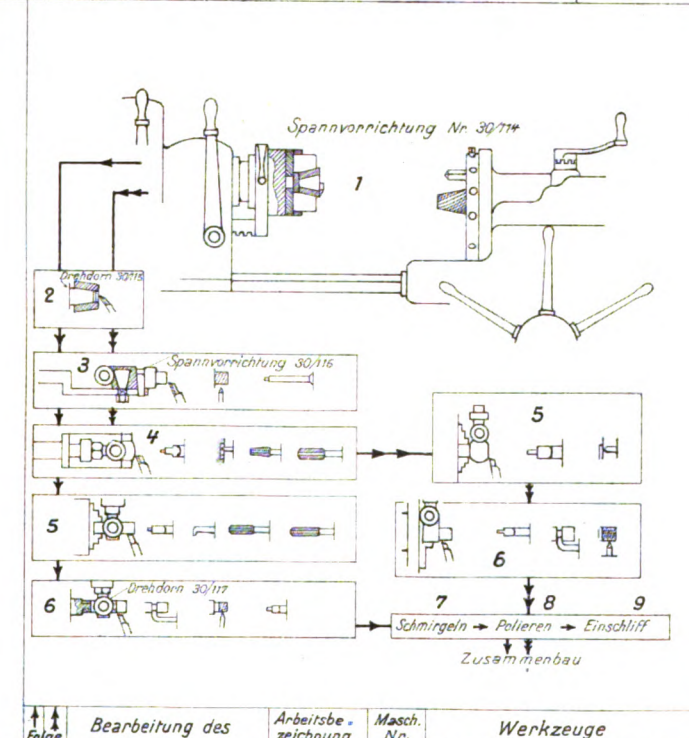 Spannvorrichtung Nr. 30/114
1
Drehdorn 30/115
2
3
Spannvorrichtung 30/116
4
5
5
6
6
Drehdorn 30/117
7 8 9
Schmirgeln → Polieren → Einschliff
Zusammenbau
Folge
Bearbeitung des
Arbeitsbe-
zeichnung
Masch.
Nr.
Werkzeuge